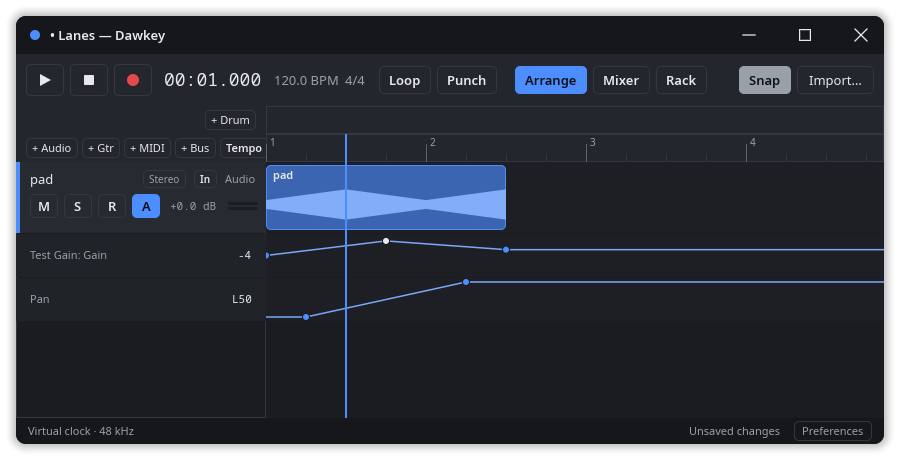 • Lanes — Dawkey
00:01.000 120.0 BPM 4/4 Loop Punch Arrange Mixer Rack Snap Import...
+ Drum
+ Audio + Gtr + MIDI + Bus Tempo
1 2 3 4
pad Stereo In Audio
M S R A +0.0 dB
pad
Test Gain: Gain -4
Pan L50
Virtual clock · 48 kHz Unsaved changes Preferences